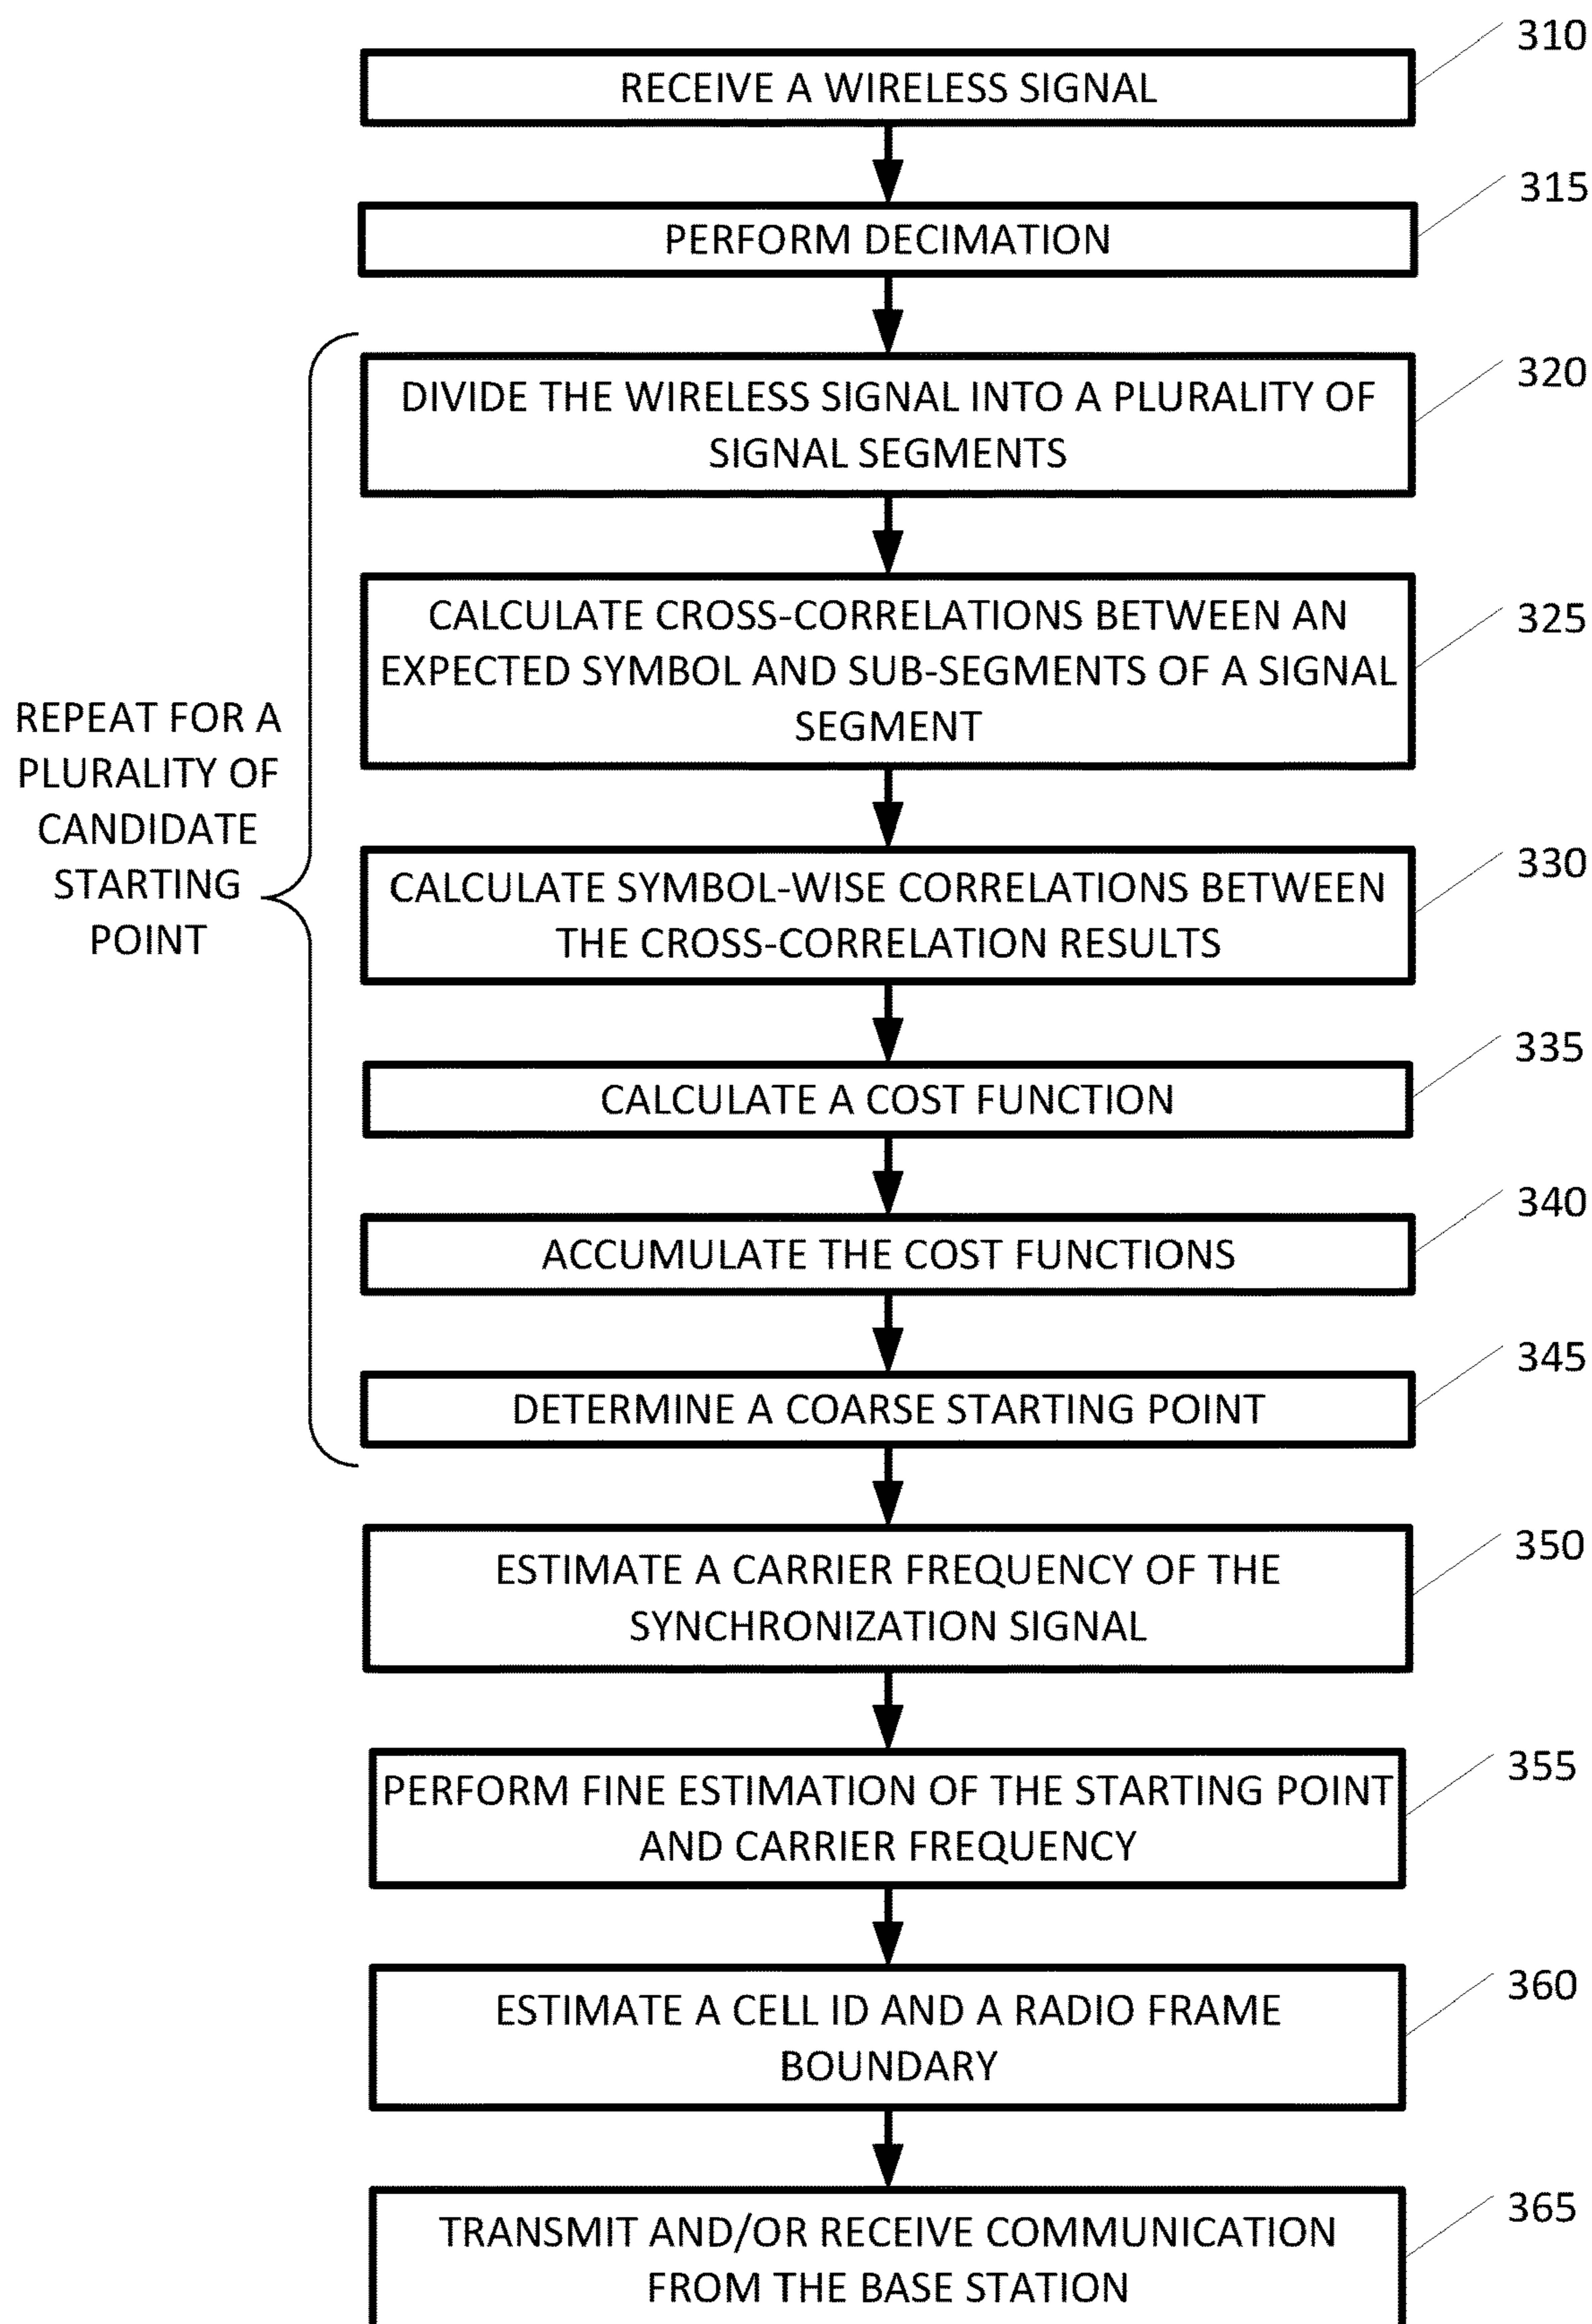 310
RECEIVE A WIRELESS SIGNAL
315
PERFORM DECIMATION
320
DIVIDE THE WIRELESS SIGNAL INTO A PLURALITY OF
SIGNAL SEGMENTS
325
CALCULATE CROSS-CORRELATIONS BETWEEN AN
EXPECTED SYMBOL AND SUB-SEGMENTS OF A SIGNAL
SEGMENT
REPEAT FOR A
PLURALITY OF
CANDIDATE
STARTING
POINT
330
CALCULATE SYMBOL-WISE CORRELATIONS BETWEEN
THE CROSS-CORRELATION RESULTS
335
CALCULATE A COST FUNCTION
340
ACCUMULATE THE COST FUNCTIONS
345
DETERMINE A COARSE STARTING POINT
350
ESTIMATE A CARRIER FREQUENCY OF THE
SYNCHRONIZATION SIGNAL
355
PERFORM FINE ESTIMATION OF THE STARTING POINT
AND CARRIER FREQUENCY
360
ESTIMATE A CELL ID AND A RADIO FRAME
BOUNDARY
365
TRANSMIT AND/OR RECEIVE COMMUNICATION
FROM THE BASE STATION